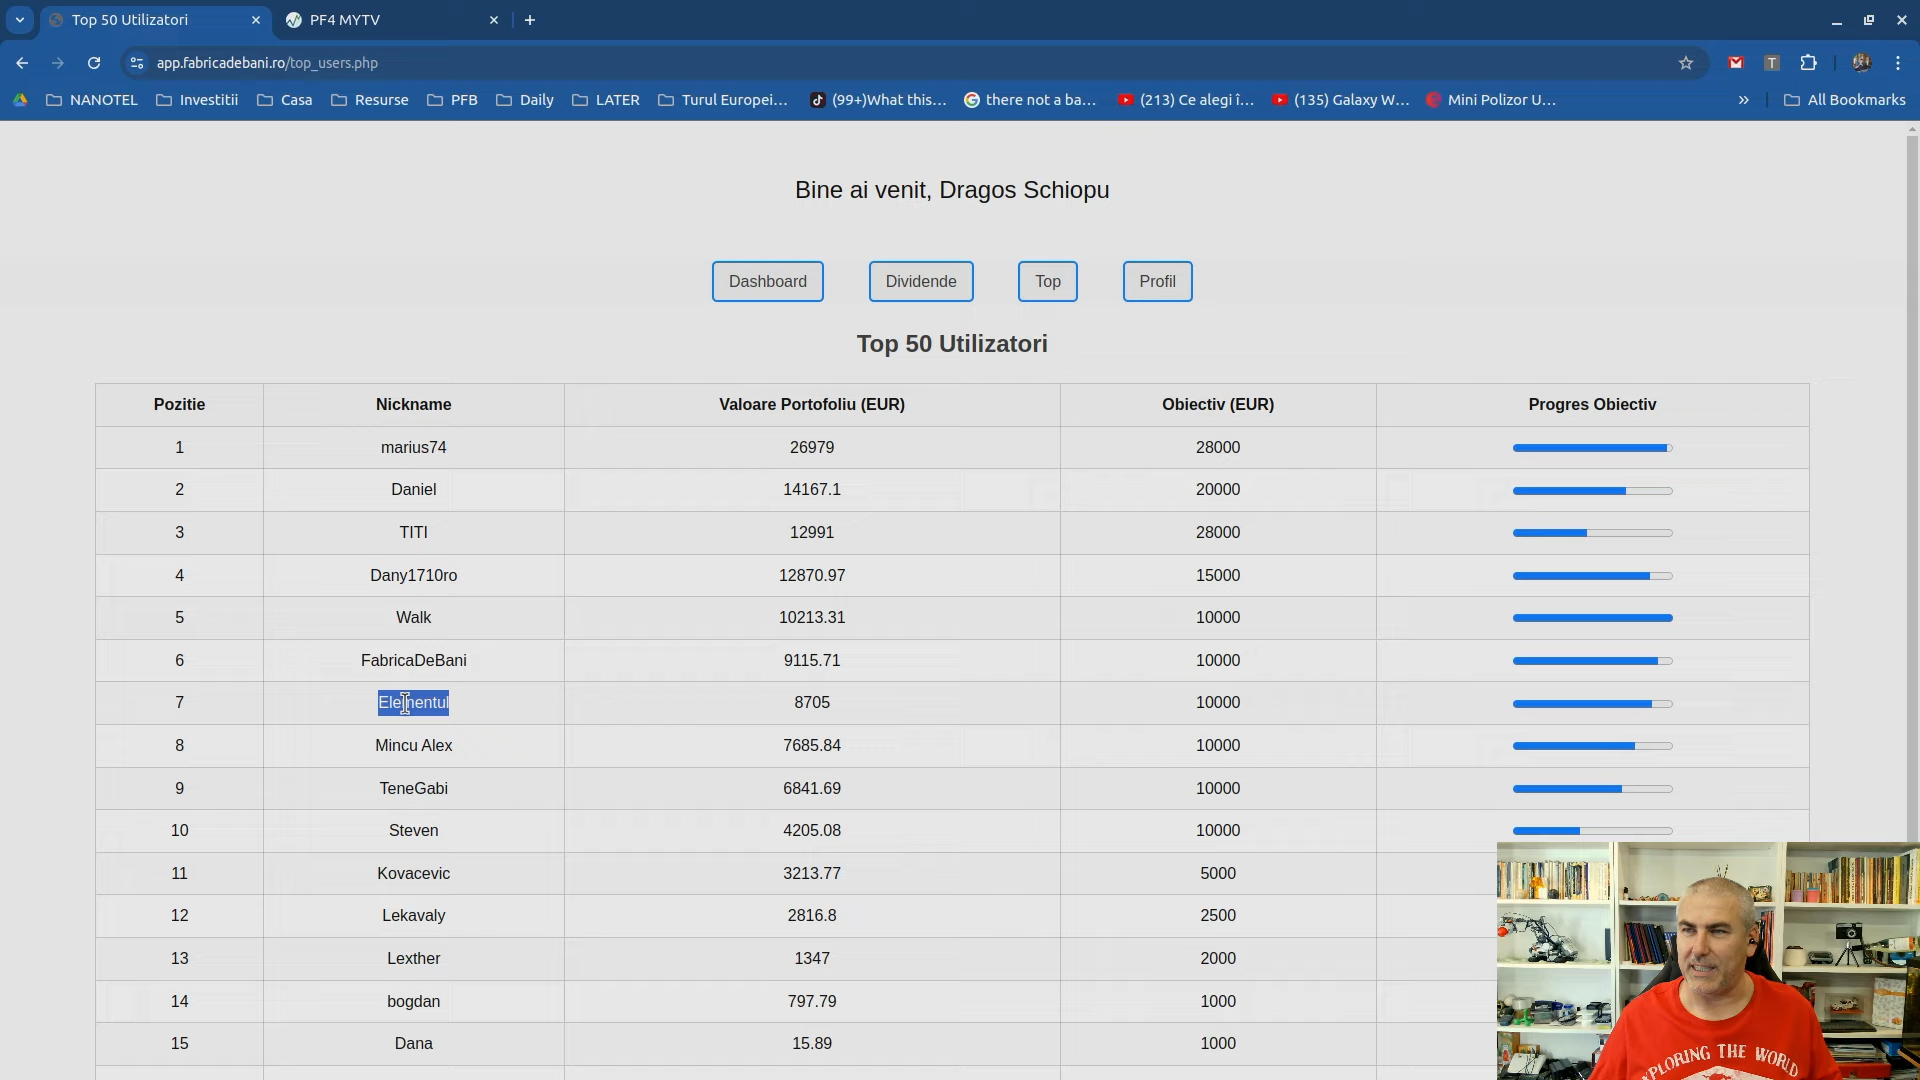 Top 50 Utilizatori
PF4 MYTV
app.fabricadebani.ro/top_users.php
NANOTEL Investitii Casa Resurse PFB Daily LATER Turul Europei... (99+)What this... there not a ba... (213) Ce alegi î... (135) Galaxy W... Mini Polizor U... » All Bookmarks
Bine ai venit, Dragos Schiopu
Dashboard Dividende Top Profil
Top 50 Utilizatori
Pozitie Nickname Valoare Portofoliu (EUR) Obiectiv (EUR) Progres Obiectiv
1 marius74 26979 28000
2 Daniel 14167.1 20000
3 TITI 12991 28000
4 Dany1710ro 12870.97 15000
5 Walk 10213.31 10000
6 FabricaDeBani 9115.71 10000
7 Elementul 8705 10000
8 Mincu Alex 7685.84 10000
9 TeneGabi 6841.69 10000
10 Steven 4205.08 10000
11 Kovacevic 3213.77 5000
12 Lekavaly 2816.8 2500
13 Lexther 1347 2000
14 bogdan 797.79 1000
15 Dana 15.89 1000
THE WORLD